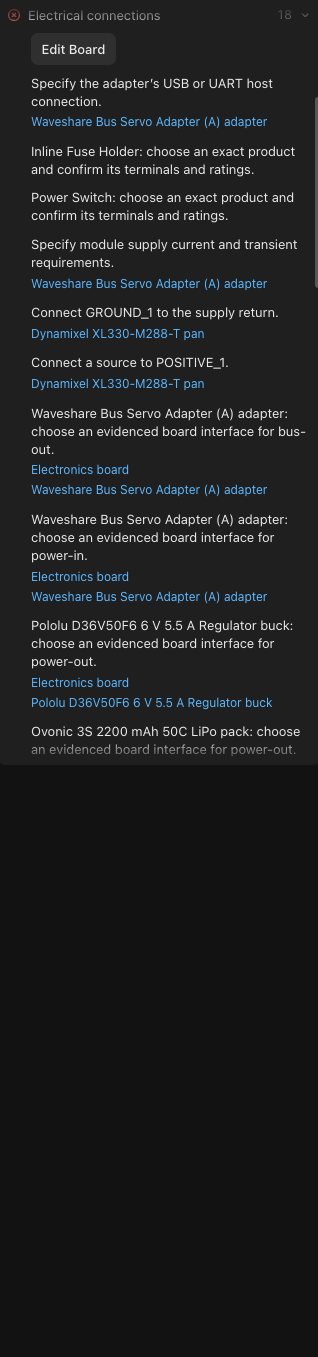 Electrical connections 18
Edit Board
Specify the adapter's USB or UART host
connection.
Waveshare Bus Servo Adapter (A) adapter
Inline Fuse Holder: choose an exact product
and confirm its terminals and ratings.
Power Switch: choose an exact product and
confirm its terminals and ratings.
Specify module supply current and transient
requirements.
Waveshare Bus Servo Adapter (A) adapter
Connect GROUND_1 to the supply return.
Dynamixel XL330-M288-T pan
Connect a source to POSITIVE_1.
Dynamixel XL330-M288-T pan
Waveshare Bus Servo Adapter (A) adapter:
choose an evidenced board interface for bus-
out.
Electronics board
Waveshare Bus Servo Adapter (A) adapter
Waveshare Bus Servo Adapter (A) adapter:
choose an evidenced board interface for
power-in.
Electronics board
Waveshare Bus Servo Adapter (A) adapter
Pololu D36V50F6 6 V 5.5 A Regulator buck:
choose an evidenced board interface for
power-out.
Electronics board
Pololu D36V50F6 6 V 5.5 A Regulator buck
Ovonic 3S 2200 mAh 50C LiPo pack: choose
an evidenced board interface for power-out.